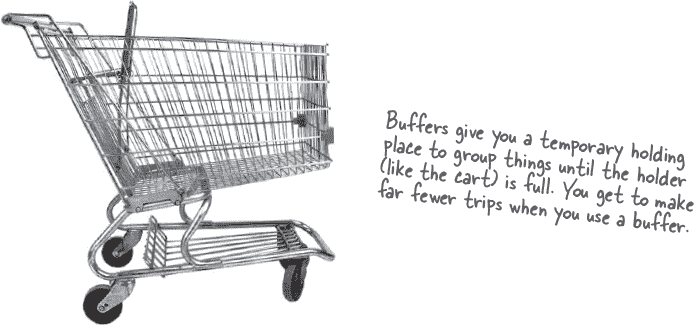 Buffers give you a temporary holding
place to group things until the holder
(like the cart) is full. You get to make
far fewer trips when you use a buffer.